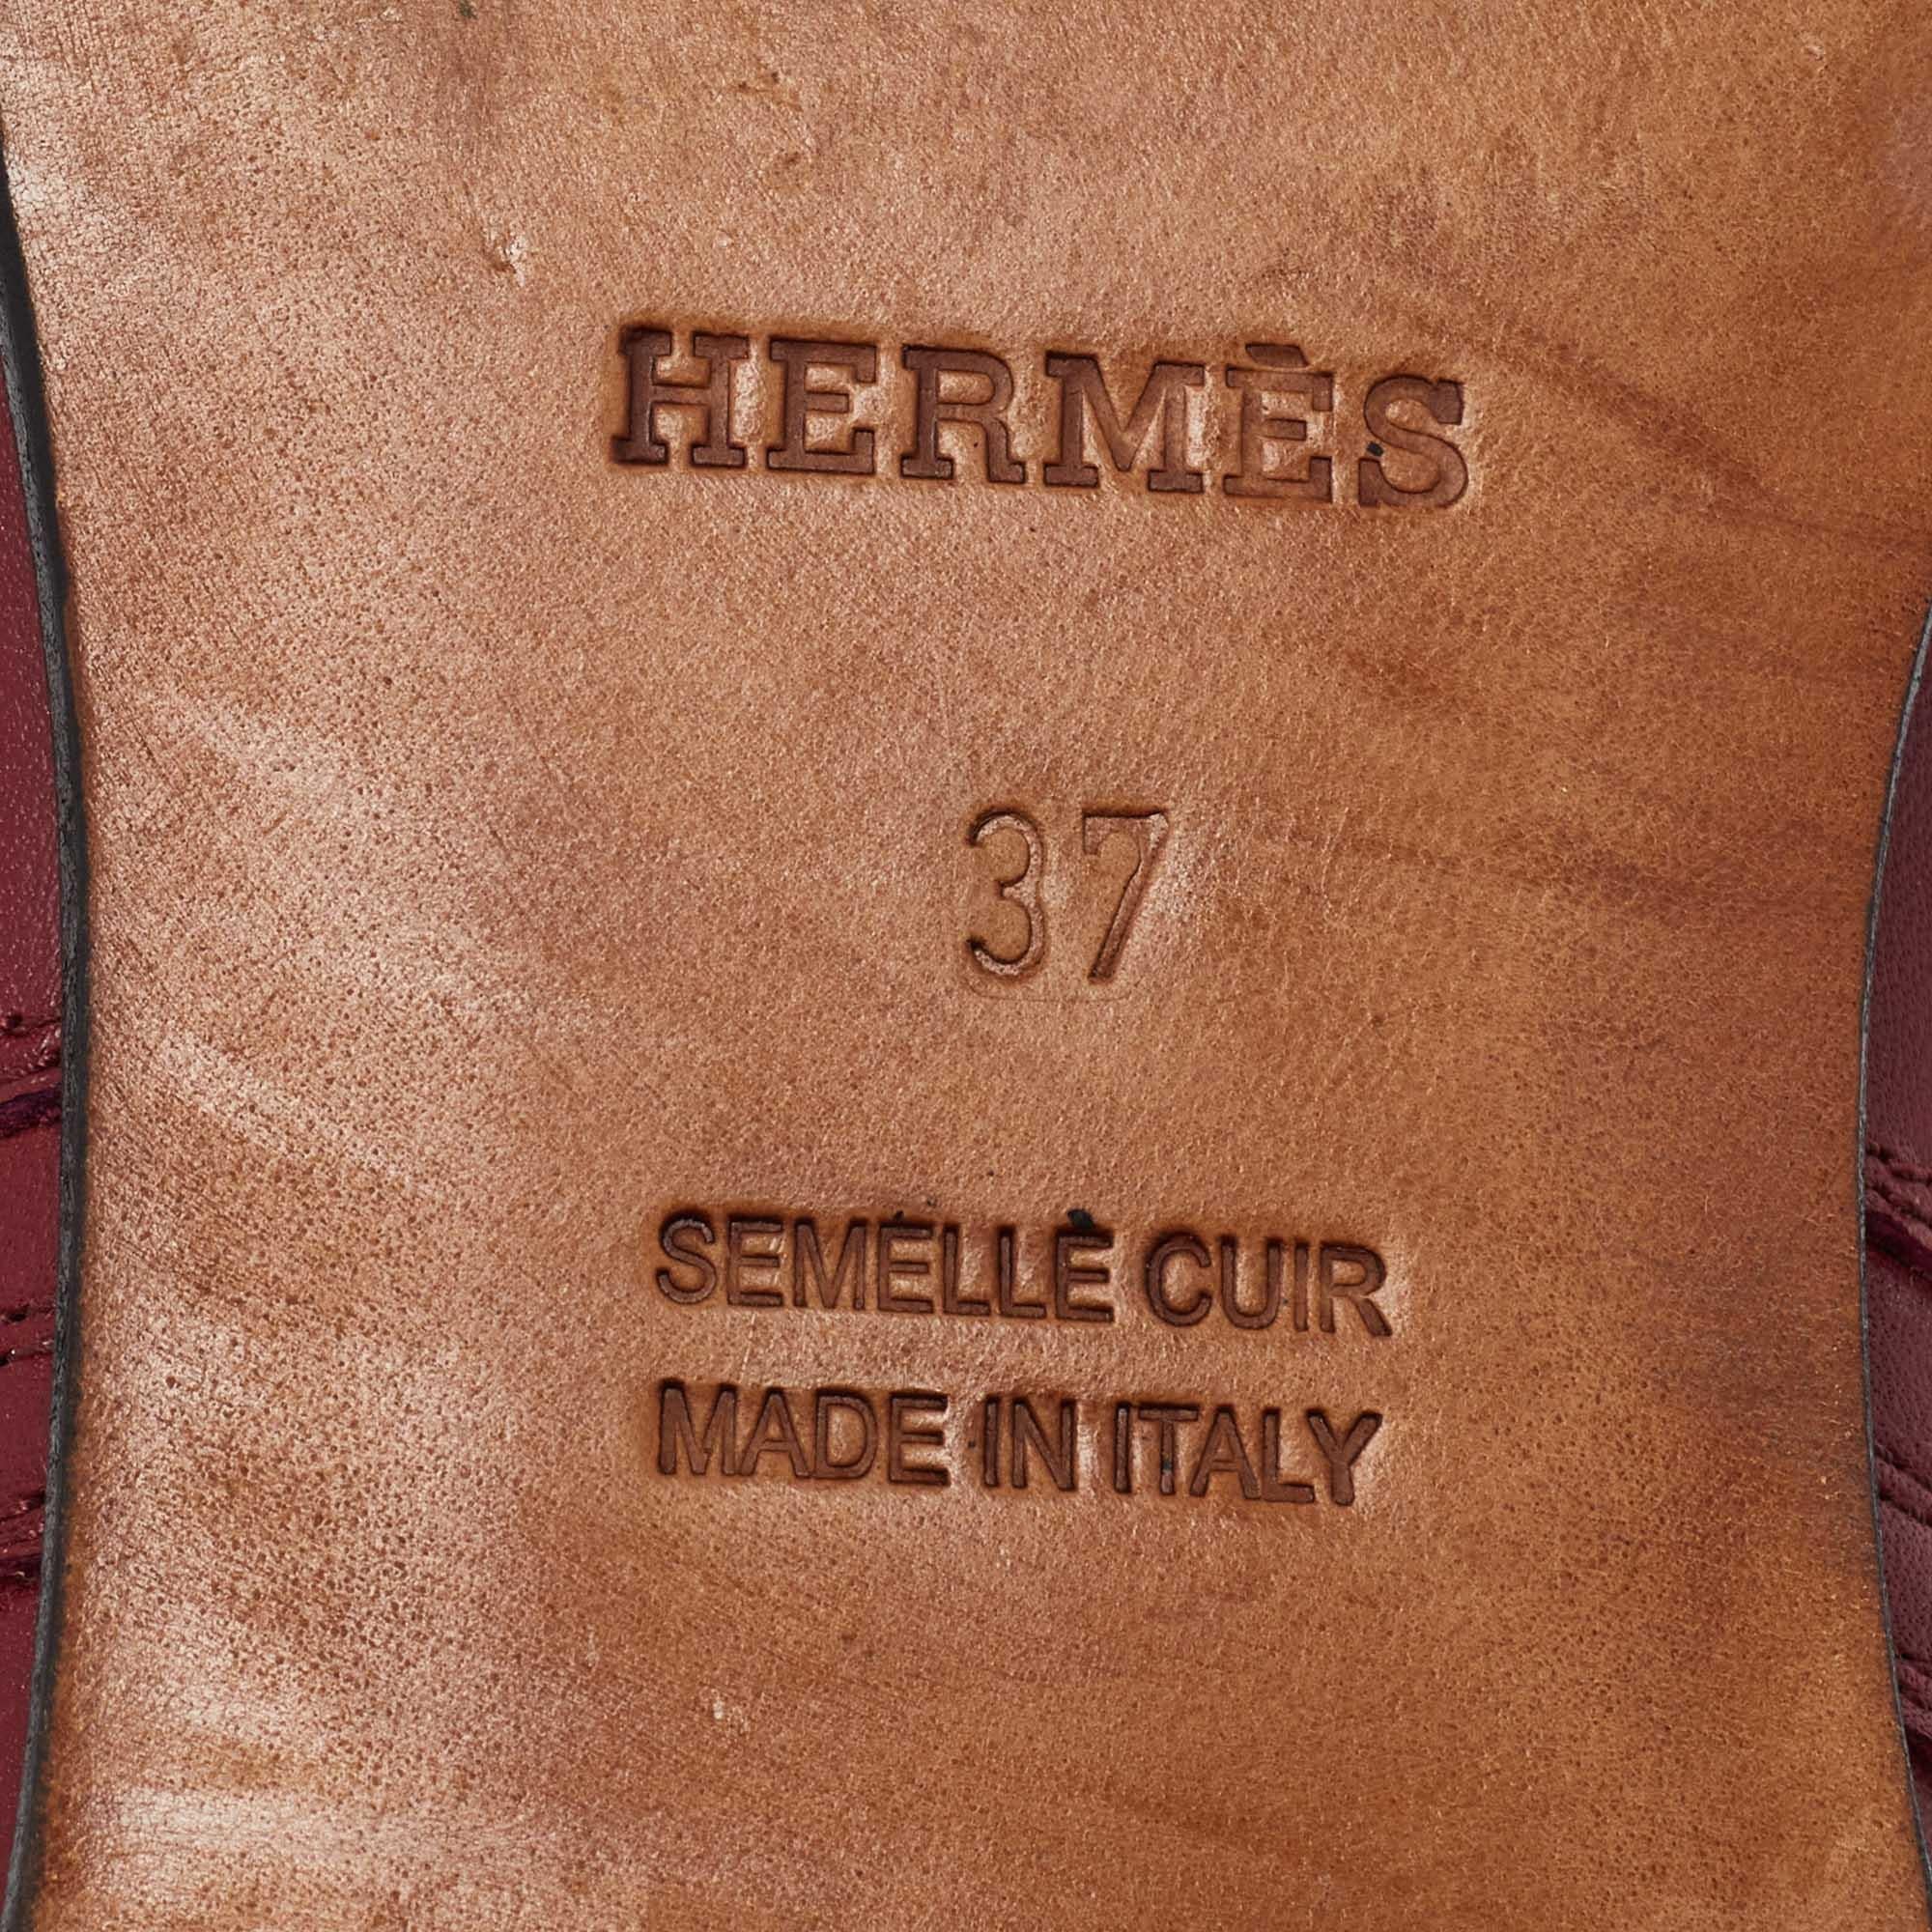 HERMÈS
37
SEMELLE CUIR
MADE IN ITALY